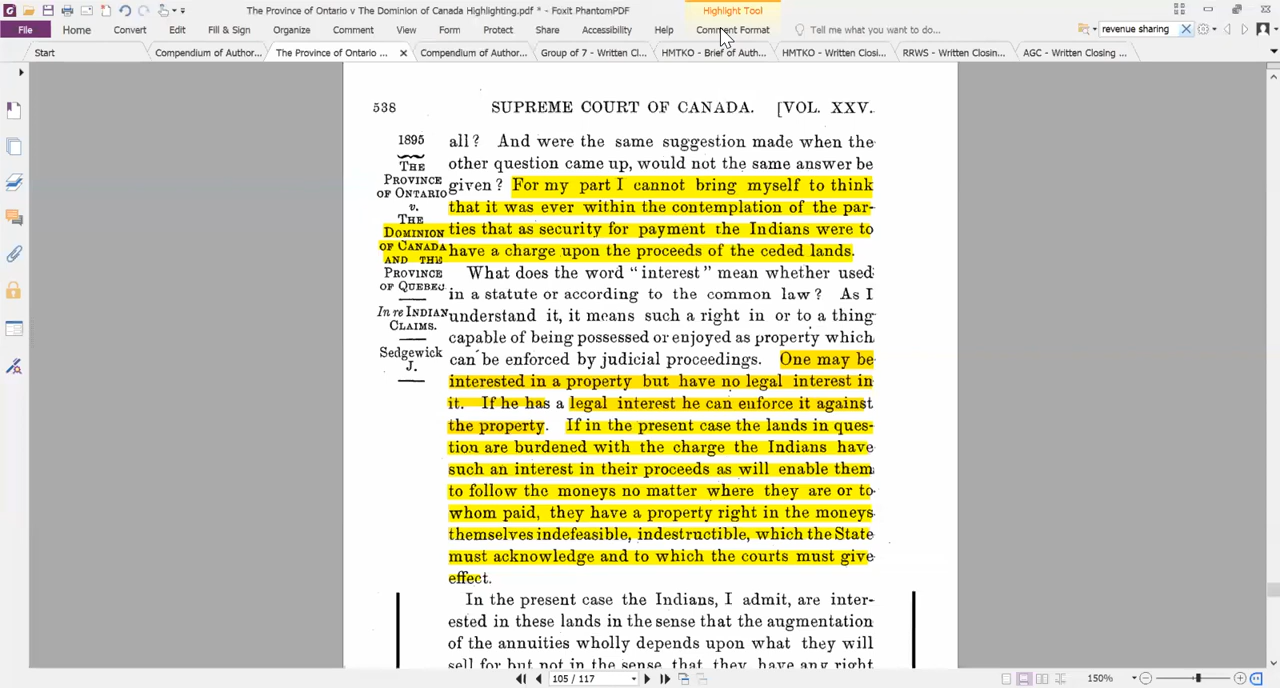 The Province of Ontario v The Dominion of Canada Highlighting.pdf * - Foxit PhantomPDF
Highlight Tool
File Home Convert Edit Fill & Sign Organize Comment View Form Protect Share Accessibility Help Comment Format Tell me what you want to do... revenue sharing
Start Compendium of Author... The Province of Ontario ... Compendium of Author... Group of 7 - Written Cl... HMTKO - Brief of Auth... HMTKO - Written Closi... RRWS - Written Closin... AGC - Written Closing ...
538 SUPREME COURT OF CANADA. [VOL. XXV.
1895
THE
PROVINCE
OF ONTARIO
v.
THE
DOMINION
OF CANADA
AND THE
PROVINCE
OF QUEBEC.
In re INDIAN
CLAIMS.
Sedgewick
J.
all? And were the same suggestion made when the
other question came up, would not the same answer be
given? For my part I cannot bring myself to think
that it was ever within the contemplation of the par-
ties that as security for payment the Indians were to
have a charge upon the proceeds of the ceded lands.
What does the word "interest" mean whether used
in a statute or according to the common law? As I
understand it, it means such a right in or to a thing
capable of being possessed or enjoyed as property which
can be enforced by judicial proceedings. One may be
interested in a property but have no legal interest in
it. If he has a legal interest he can enforce it against
the property. If in the present case the lands in ques-
tion are burdened with the charge the Indians have
such an interest in their proceeds as will enable them
to follow the moneys no matter where they are or to
whom paid, they have a property right in the moneys
themselves indefeasible, indestructible, which the State
must acknowledge and to which the courts must give
effect.
In the present case the Indians, I admit, are inter-
ested in these lands in the sense that the augmentation
of the annuities wholly depends upon what they will
sell for but not in the sense that they have any right
105 / 117
150%